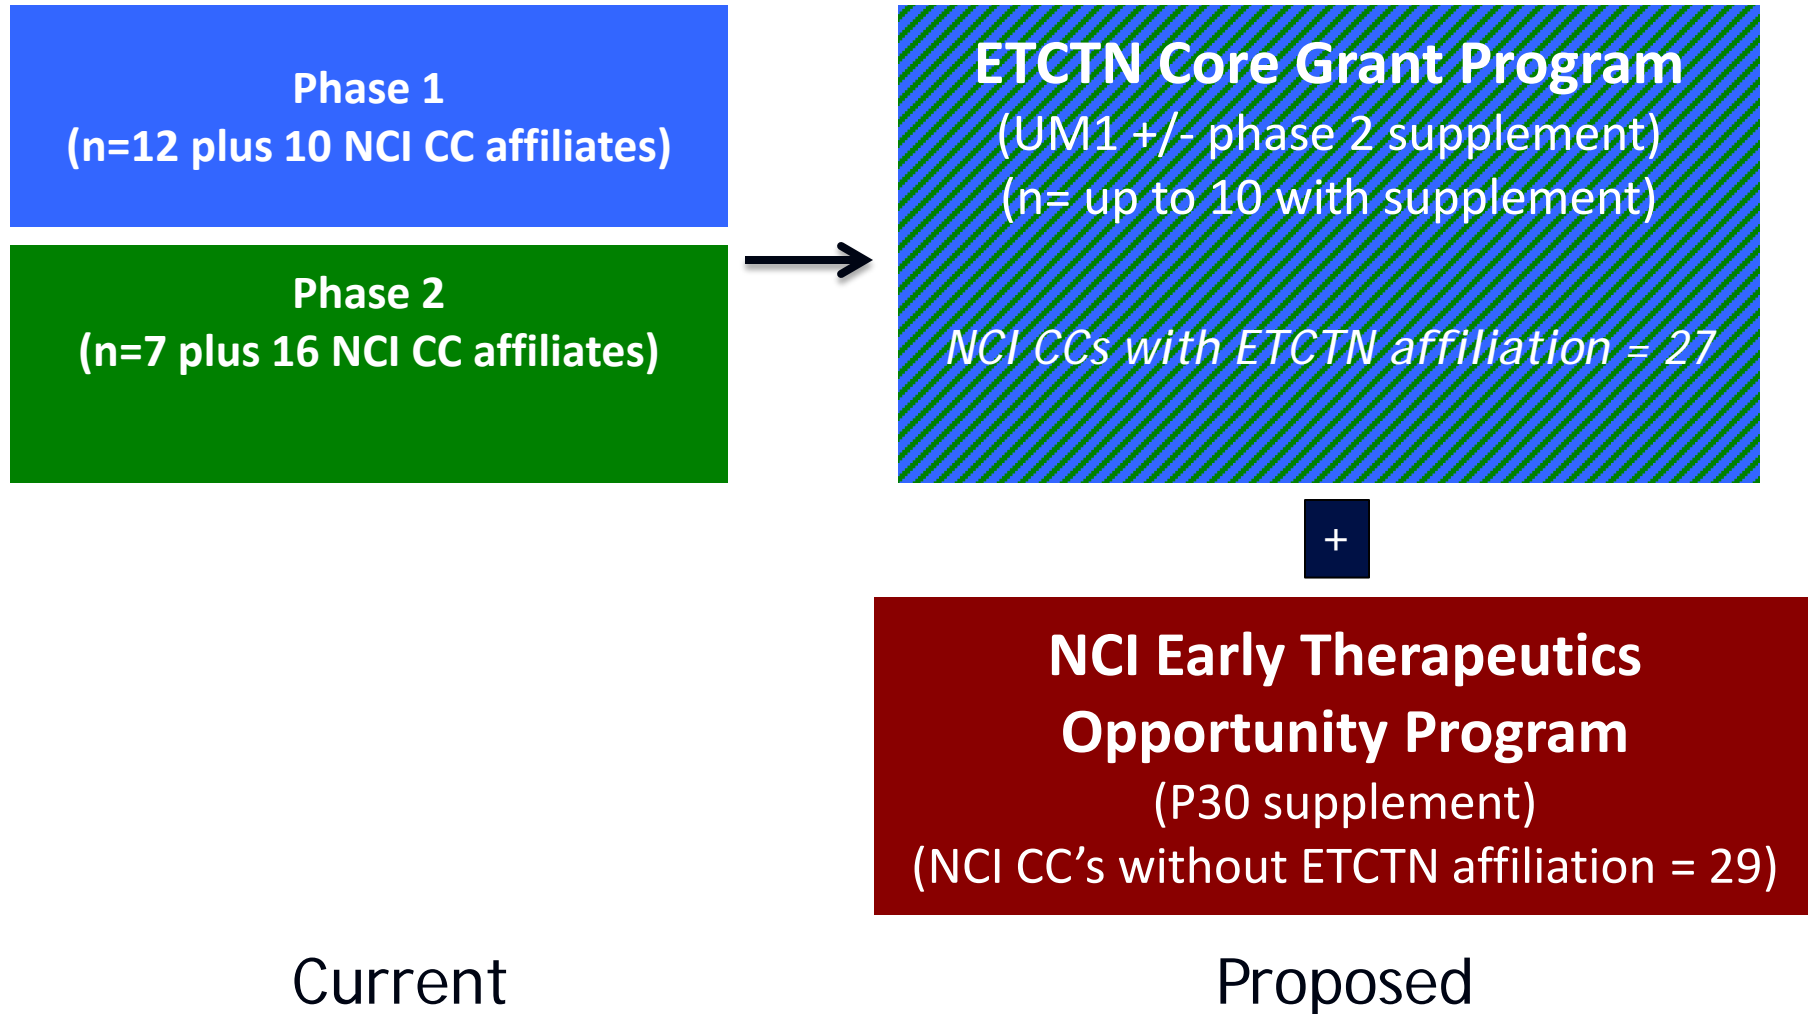 Phase 1
(n=12 plus 10 NCI CC affiliates)
Phase 2
(n=7 plus 16 NCI CC affiliates)
ETCTN Core Grant Program
(UM1 +/- phase 2 supplement)
(n= up to 10 with supplement)
NCI CCs with ETCTN affiliation = 27
+
NCI Early Therapeutics
Opportunity Program
(P30 supplement)
(NCI CC’s without ETCTN affiliation = 29)
Current
Proposed